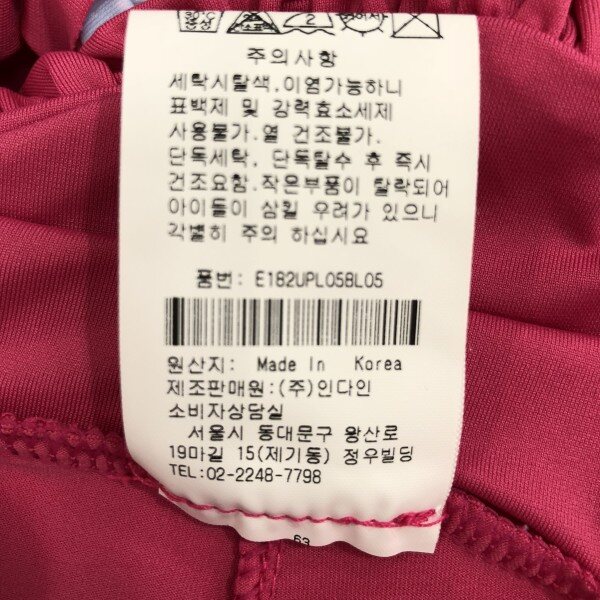 주의사항
세탁시탈색.이염가능하니
표백제 및 강력효소세제
사용불가.열 건조불가.
단독세탁, 단독탈수 후 즉시
건조요함.작은부품이 탈락되어
아이들이 삼킬 우려가 있으니
각별히 주의 하십시요
품번: E182UPL058L05
원산지: Made In Korea
제조판매원:(주)인다인
소비자상담실
서울시 동대문구 왕산로
19마길 15(제기동) 정우빌딩
TEL:02-2248-7798